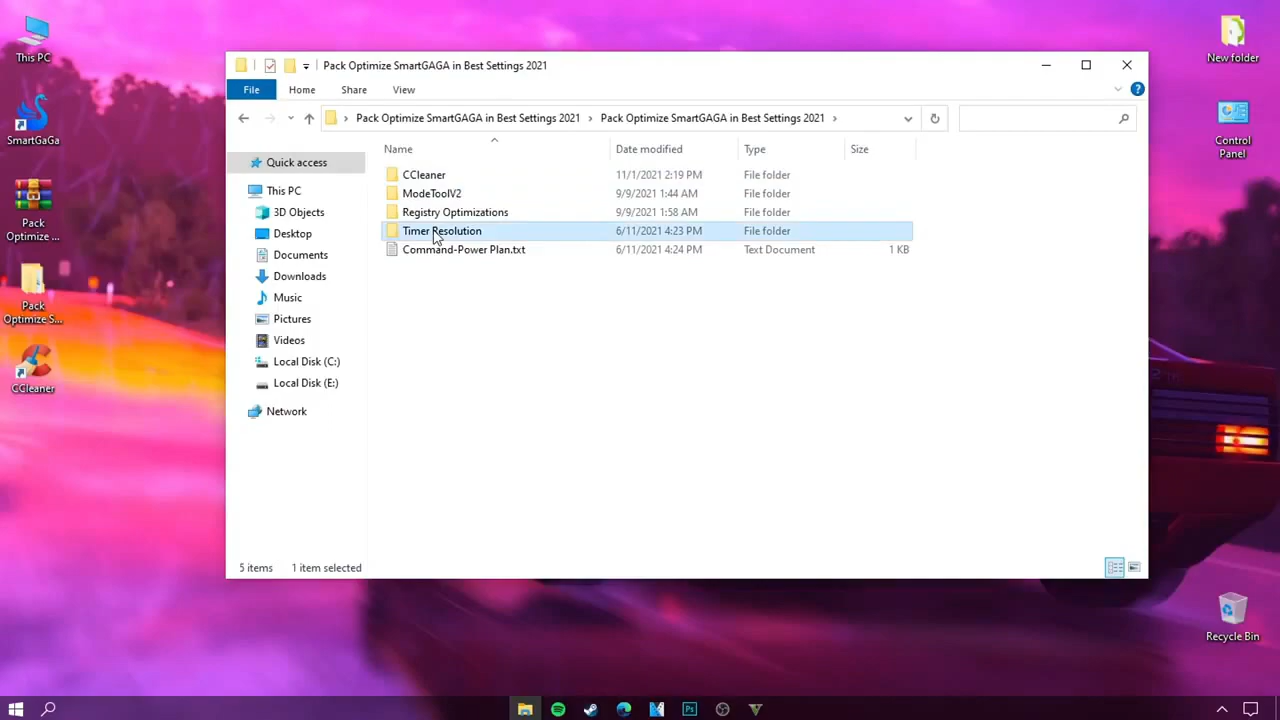 This PC
SmartGaGa
Pack
Optimize ...
Pack
Optimize S...
CCleaner
Pack Optimize SmartGAGA in Best Settings 2021
File Home Share View
Pack Optimize SmartGAGA in Best Settings 2021 Pack Optimize SmartGAGA in Best Settings 2021
Name Date modified Type Size
Quick access
This PC
3D Objects
Desktop
Documents
Downloads
Music
Pictures
Videos
Local Disk (C:)
Local Disk (E:)
Network
CCleaner 11/1/2021 2:19 PM File folder
ModeToolV2 9/9/2021 1:44 AM File folder
Registry Optimizations 9/9/2021 1:58 AM File folder
Timer Resolution 6/11/2021 4:23 PM File folder
Command-Power Plan.txt 6/11/2021 4:24 PM Text Document 1 KB
5 items 1 item selected
New folder
Control
Panel
Recycle Bin
Ps